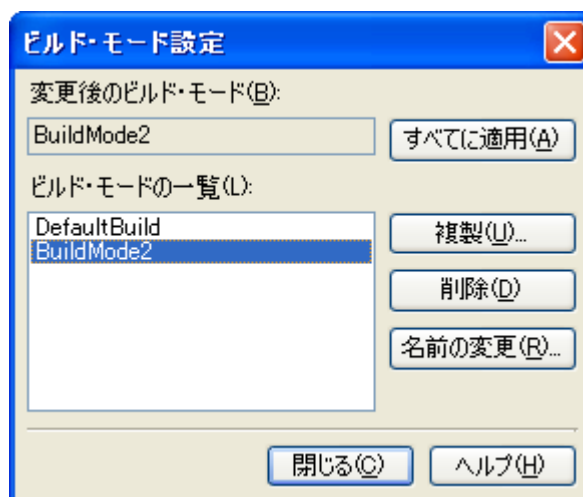 ビルド・モード設定
変更後のビルド・モード(B):
BuildMode2
すべてに適用(A)
ビルド・モードの一覧(L):
DefaultBuild
BuildMode2
複製(U)...
削除(D)
名前の変更(R)...
閉じる(C)
ヘルプ(H)